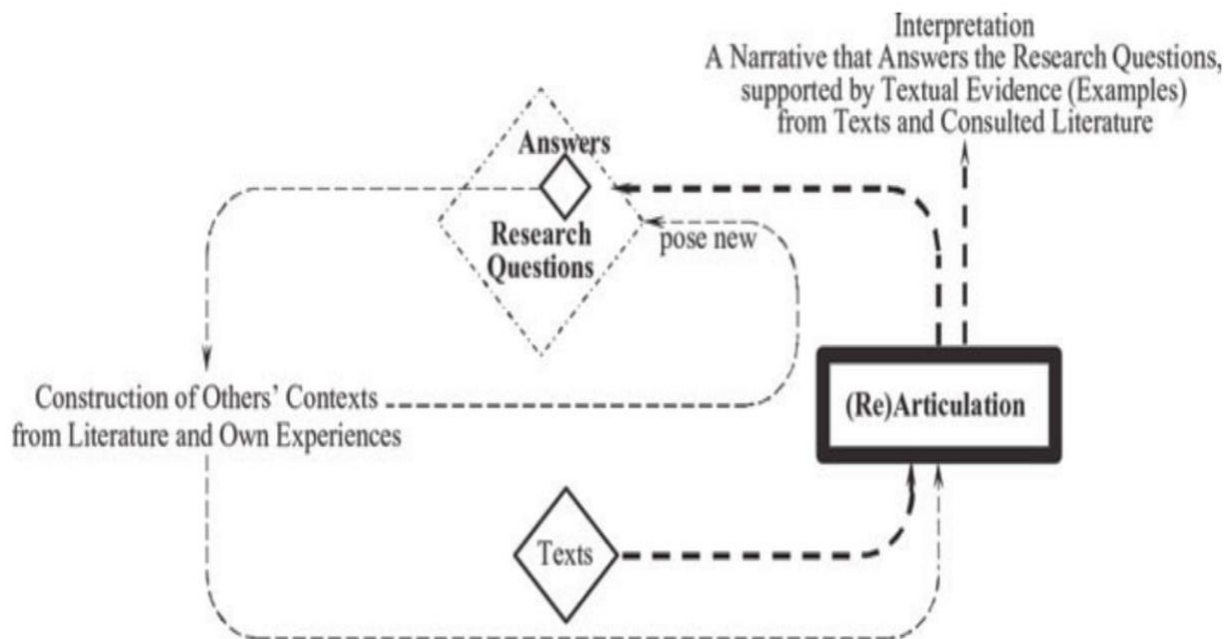 Interpretation
A Narrative that Answers the Research Questions,
supported by Textual Evidence (Examples)
from Texts and Consulted Literature
Answers
Research
Questions
pose new
Construction of Others’ Contexts
from Literature and Own Experiences
(Re)Articulation
Texts